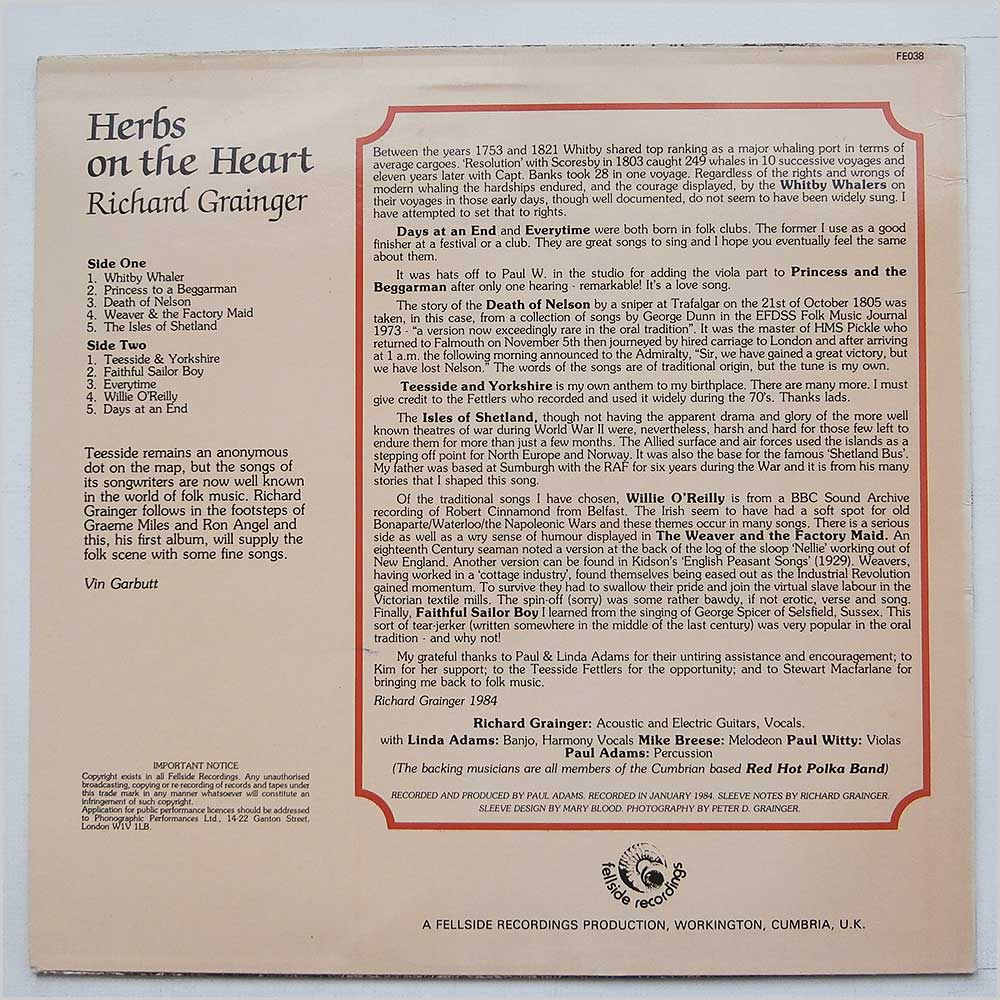 FE038
Herbs
on the Heart
Richard Grainger
Side One
1. Whitby Whaler
2. Princess to a Beggarman
3. Death of Nelson
4. Weaver & the Factory Maid
5. The Isles of Shetland
Side Two
1. Teesside & Yorkshire
2. Faithful Sailor Boy
3. Everytime
4. Willie O'Reilly
5. Days at an End
Teesside remains an anonymous
dot on the map, but the songs of
its songwriters are now well known
in the world of folk music. Richard
Grainger follows in the footsteps of
Graeme Miles and Ron Angel and
this, his first album, will supply the
folk scene with some fine songs.
Vin Garbutt
IMPORTANT NOTICE
Copyright exists in all Fellside Recordings. Any unauthorised
broadcasting, copying or re-recording of records and tapes under
this trade mark in any manner whatsoever will constitute an
infringement of such copyright.
Application for public performance licences should be addressed
to Phonographic Performances Ltd., 14-22 Ganton Street,
London W1V 1LB.
Between the years 1753 and 1821 Whitby shared top ranking as a major whaling port in terms of
average cargoes. 'Resolution' with Scoresby in 1803 caught 249 whales in 10 successive voyages and
eleven years later with Capt. Banks took 28 in one voyage. Regardless of the rights and wrongs of
modern whaling the hardships endured, and the courage displayed, by the Whitby Whalers on
their voyages in those early days, though well documented, do not seem to have been widely sung. I
have attempted to set that to rights.
Days at an End and Everytime were both born in folk clubs. The former I use as a good
finisher at a festival or a club. They are great songs to sing and I hope you eventually feel the same
about them.
It was hats off to Paul W. in the studio for adding the viola part to Princess and the
Beggarman after only one hearing - remarkable! It's a love song.
The story of the Death of Nelson by a sniper at Trafalgar on the 21st of October 1805 was
taken, in this case, from a collection of songs by George Dunn in the EFDSS Folk Music Journal
1973 - "a version now exceedingly rare in the oral tradition". It was the master of HMS Pickle who
returned to Falmouth on November 5th then journeyed by hired carriage to London and after arriving
at 1 a.m. the following morning announced to the Admiralty, "Sir, we have gained a great victory, but
we have lost Nelson." The words of the songs are of traditional origin, but the tune is my own.
Teesside and Yorkshire is my own anthem to my birthplace. There are many more. I must
give credit to the Fettlers who recorded and used it widely during the 70's. Thanks lads.
The Isles of Shetland, though not having the apparent drama and glory of the more well
known theatres of war during World War II were, nevertheless, harsh and hard for those few left to
endure them for more than just a few months. The Allied surface and air forces used the islands as a
stepping off point for North Europe and Norway. It was also the base for the famous 'Shetland Bus'.
My father was based at Sumburgh with the RAF for six years during the War and it is from his many
stories that I shaped this song.
Of the traditional songs I have chosen, Willie O'Reilly is from a BBC Sound Archive
recording of Robert Cinnamond from Belfast. The Irish seem to have had a soft spot for old
Bonaparte/Waterloo/the Napoleonic Wars and these themes occur in many songs. There is a serious
side as well as a wry sense of humour displayed in The Weaver and the Factory Maid. An
eighteenth Century seaman noted a version at the back of the log of the sloop 'Nellie' working out of
New England. Another version can be found in Kidson's 'English Peasant Songs' (1929). Weavers,
having worked in a 'cottage industry', found themselves being eased out as the Industrial Revolution
gained momentum. To survive they had to swallow their pride and join the virtual slave labour in the
Victorian textile mills. The spin-off (sorry) was some rather bawdy, if not erotic, verse and song.
Finally, Faithful Sailor Boy I learned from the singing of George Spicer of Selsfield, Sussex. This
sort of tear-jerker (written somewhere in the middle of the last century) was very popular in the oral
tradition - and why not!
My grateful thanks to Paul & Linda Adams for their untiring assistance and encouragement; to
Kim for her support; to the Teesside Fettlers for the opportunity; and to Stewart Macfarlane for
bringing me back to folk music.
Richard Grainger 1984
Richard Grainger: Acoustic and Electric Guitars, Vocals.
with Linda Adams: Banjo, Harmony Vocals Mike Breese: Melodeon Paul Witty: Violas
Paul Adams: Percussion
(The backing musicians are all members of the Cumbrian based Red Hot Polka Band)
RECORDED AND PRODUCED BY PAUL ADAMS. RECORDED IN JANUARY 1984. SLEEVE NOTES BY RICHARD GRAINGER.
SLEEVE DESIGN BY MARY BLOOD. PHOTOGRAPHY BY PETER D. GRAINGER.
fellside recordings
A FELLSIDE RECORDINGS PRODUCTION, WORKINGTON, CUMBRIA, U.K.